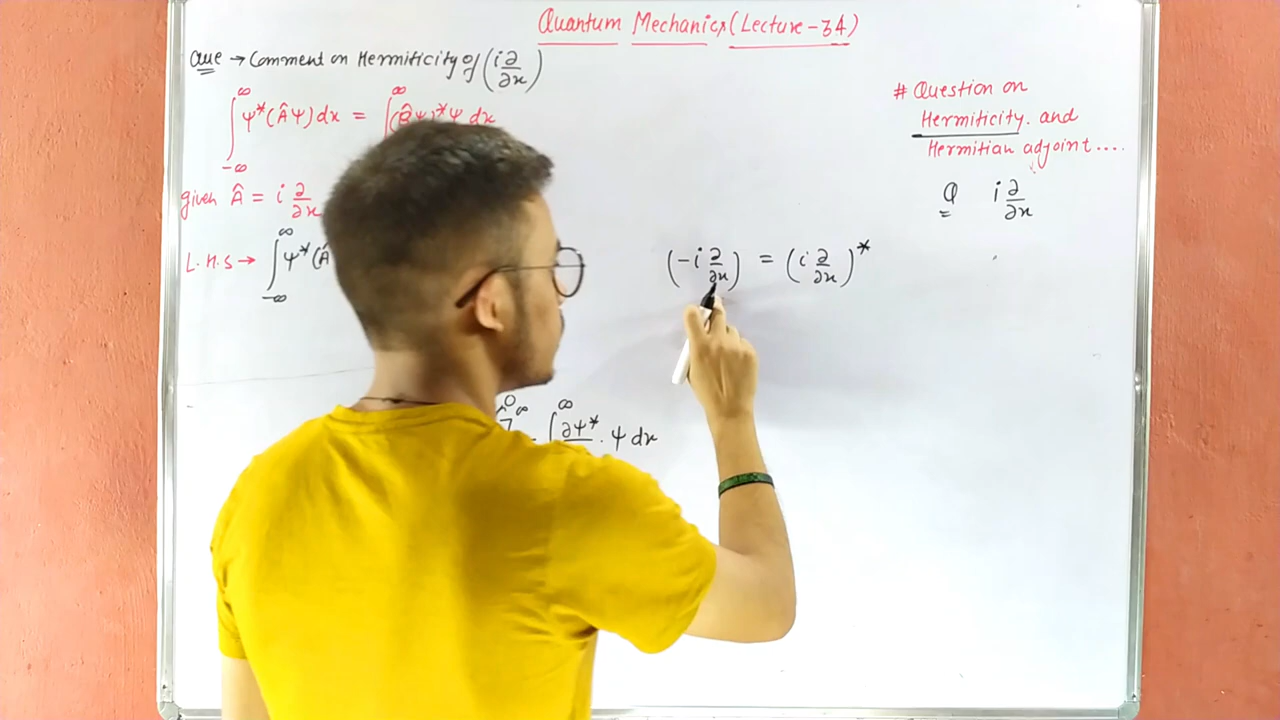 Quantum Mechanics (Lecture-34)
Que → Comment on Hermiticity of (i ∂/∂x)
∫_{-∞}^{∞} ψ*(Âψ)dx = ∫^{∞} (Âψ)*ψ dx
given  = i ∂/∂x
L.H.S → ∫_{-∞}^{∞} ψ*(Â
(-i ∂/∂x) = (i ∂/∂x)*
∫^{∞} ∂ψ* . ψ dx
# Question on
Hermiticity. and
Hermitian adjoint....
Q i ∂/∂x